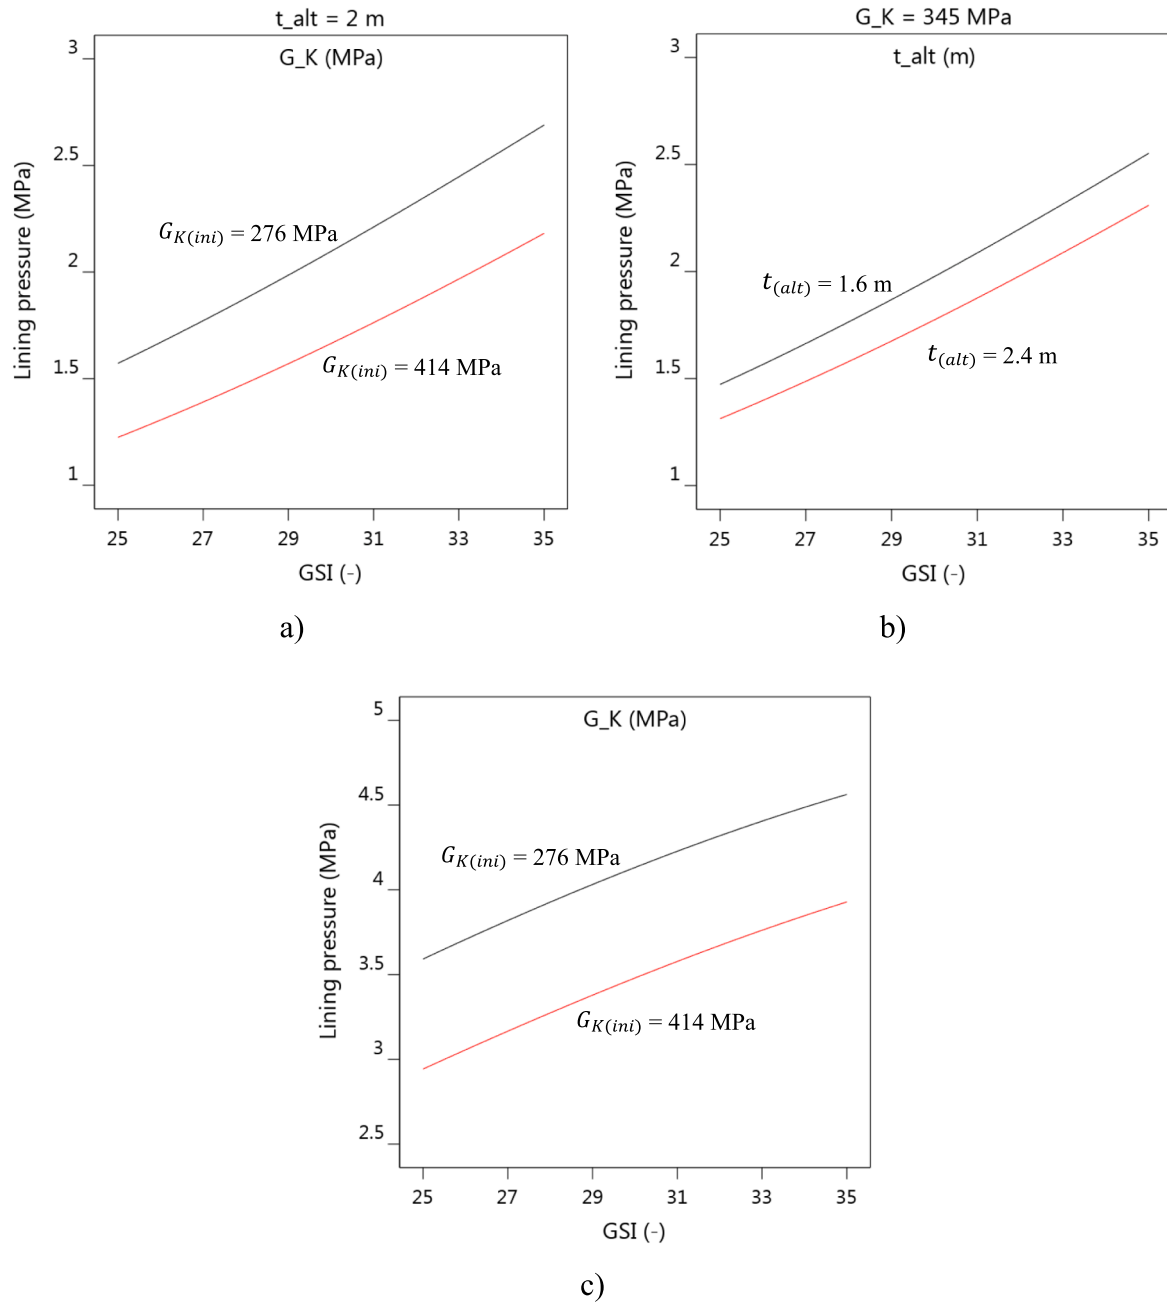 t_alt = 2 m
G_K (MPa)
3
2.5
2
1.5
1
Lining pressure (MPa)
G_K(ini) = 276 MPa
G_K(ini) = 414 MPa
25 27 29 31 33 35
GSI (-)
a)
G_K = 345 MPa
t_alt (m)
3
2.5
2
1.5
1
Lining pressure (MPa)
t_(alt) = 1.6 m
t_(alt) = 2.4 m
25 27 29 31 33 35
GSI (-)
b)
G_K (MPa)
5
4.5
4
3.5
3
2.5
Lining pressure (MPa)
G_K(ini) = 276 MPa
G_K(ini) = 414 MPa
25 27 29 31 33 35
GSI (-)
c)